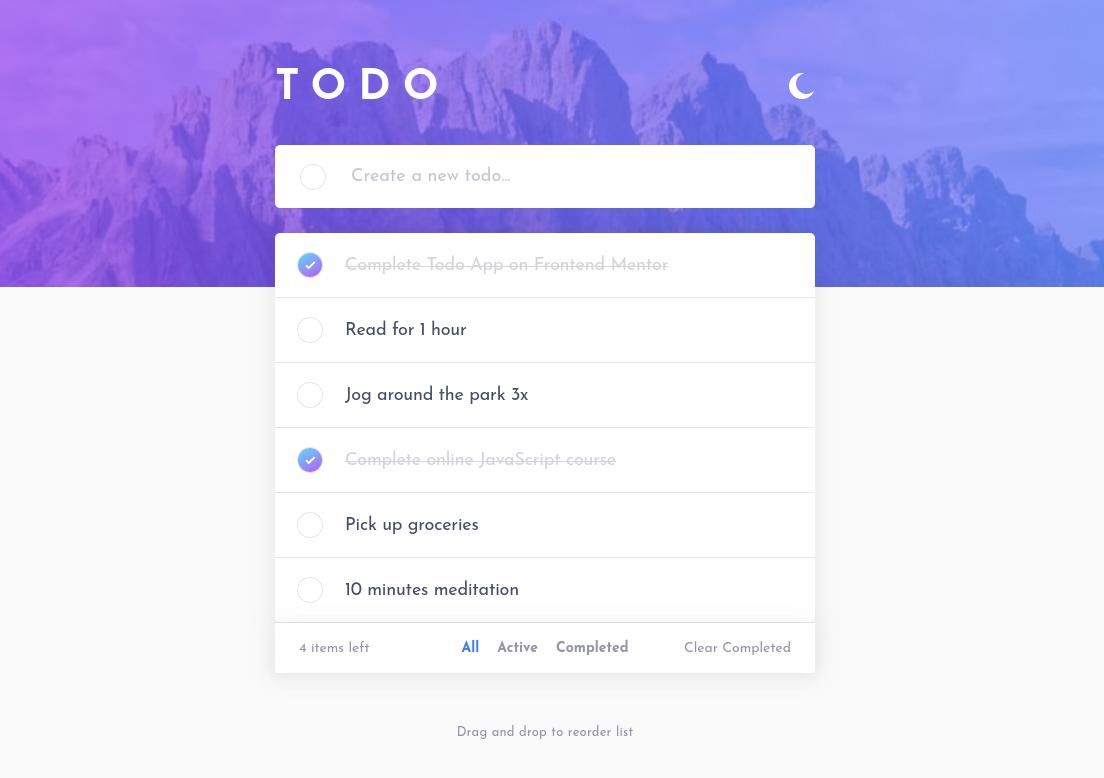 TODO
Create a new todo...
Complete Todo App on Frontend Mentor
Read for 1 hour
Jog around the park 3x
Complete online JavaScript course
Pick up groceries
10 minutes meditation
4 items left All Active Completed Clear Completed
Drag and drop to reorder list